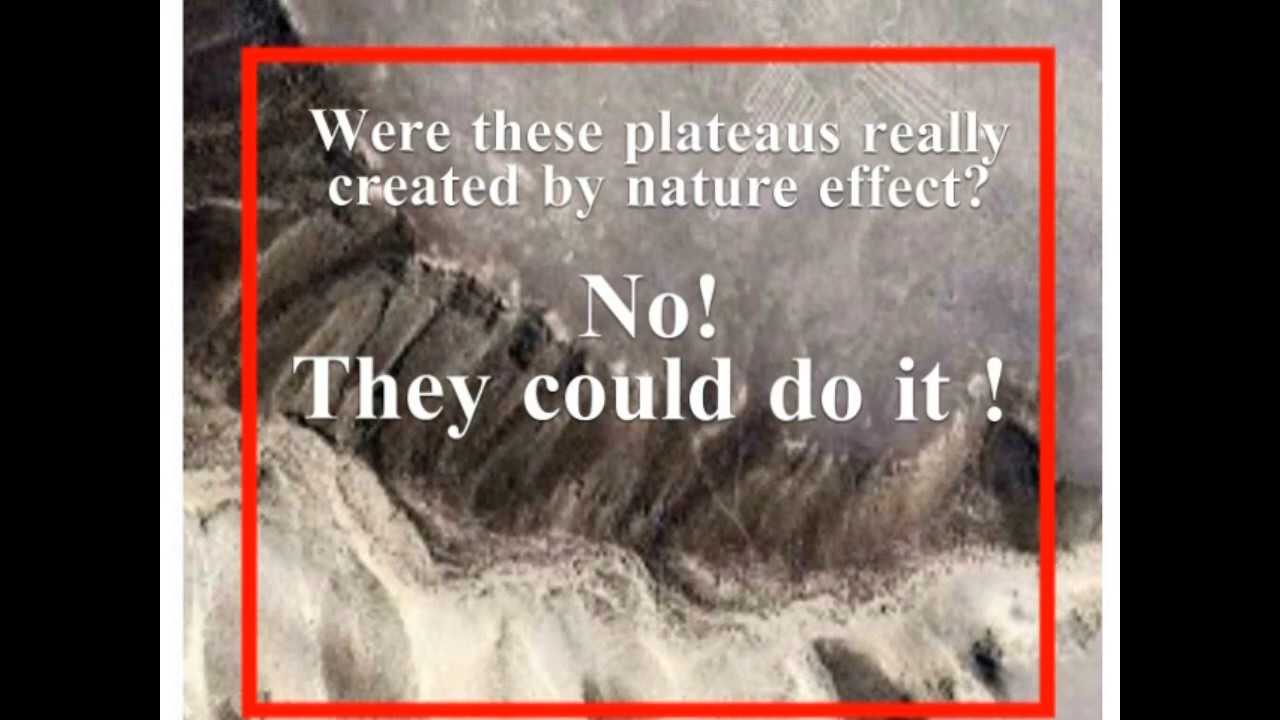 Were these plateaus really
created by nature effect?
No!
They could do it !